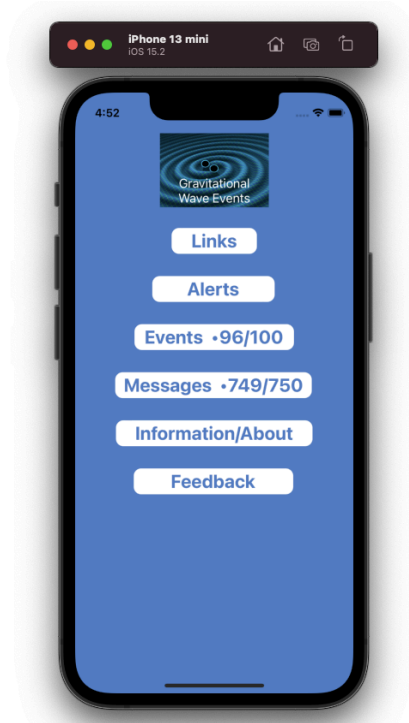 iPhone 13 mini
iOS 15.2
4:52
Gravitational
Wave Events
Links
Alerts
Events •96/100
Messages •749/750
Information/About
Feedback